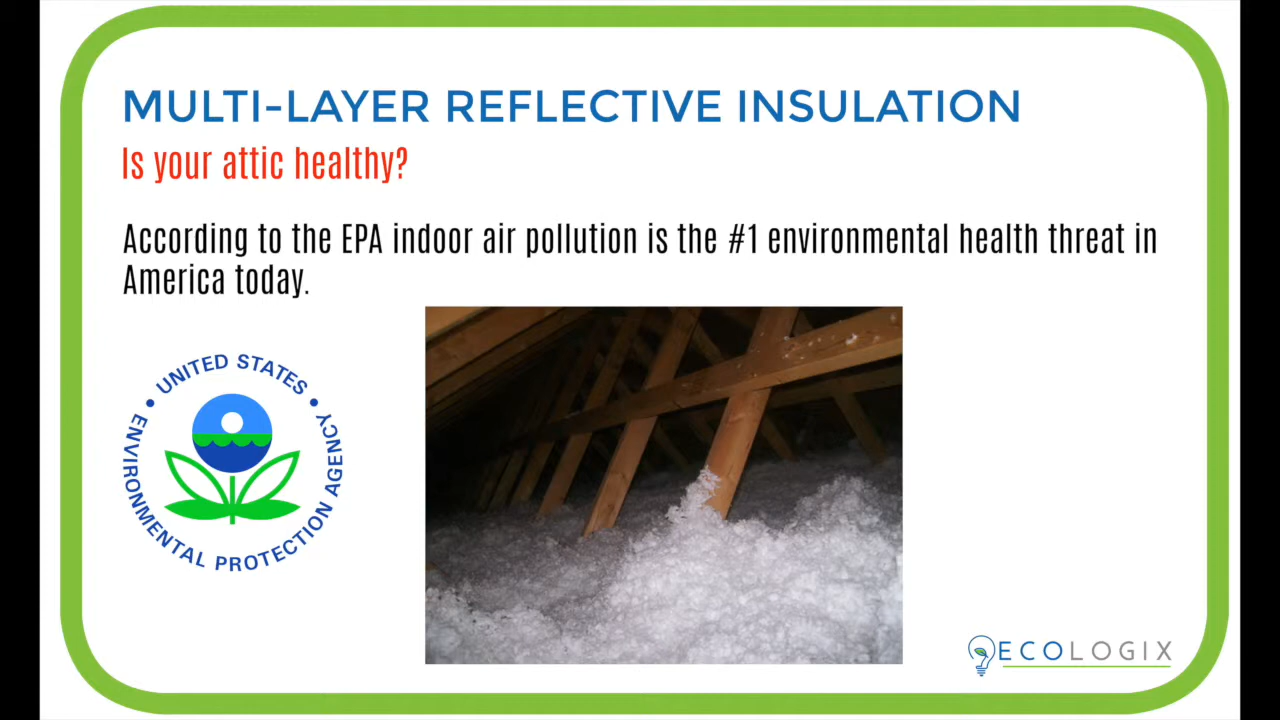 MULTI-LAYER REFLECTIVE INSULATION
Is your attic healthy?
According to the EPA indoor air pollution is the #1 environmental health threat in
America today.
UNITED STATES
ENVIRONMENTAL PROTECTION AGENCY
ECOLOGIX